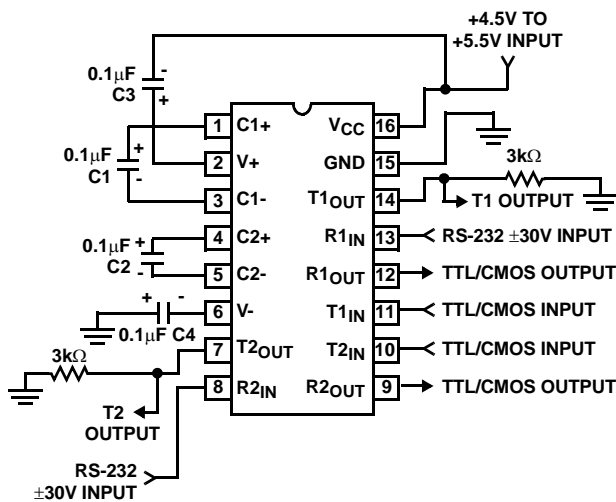 +4.5V TO
+5.5V INPUT
0.1μF
C3
-
+
0.1μF
C1
+
-
0.1μF
C2
+
-
+ -
0.1μF C4
3kΩ
T2
OUTPUT
RS-232
±30V INPUT
1 C1+
2 V+
3 C1-
4 C2+
5 C2-
6 V-
7 T2OUT
8 R2IN
VCC 16
GND 15
T1OUT 14
R1IN 13
R1OUT 12
T1IN 11
T2IN 10
R2OUT 9
3kΩ
T1 OUTPUT
RS-232 ±30V INPUT
TTL/CMOS OUTPUT
TTL/CMOS INPUT
TTL/CMOS INPUT
TTL/CMOS OUTPUT